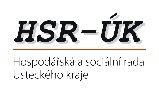 HSR-ÚK
Hospodářská a sociální rada
Ústeckého kraje